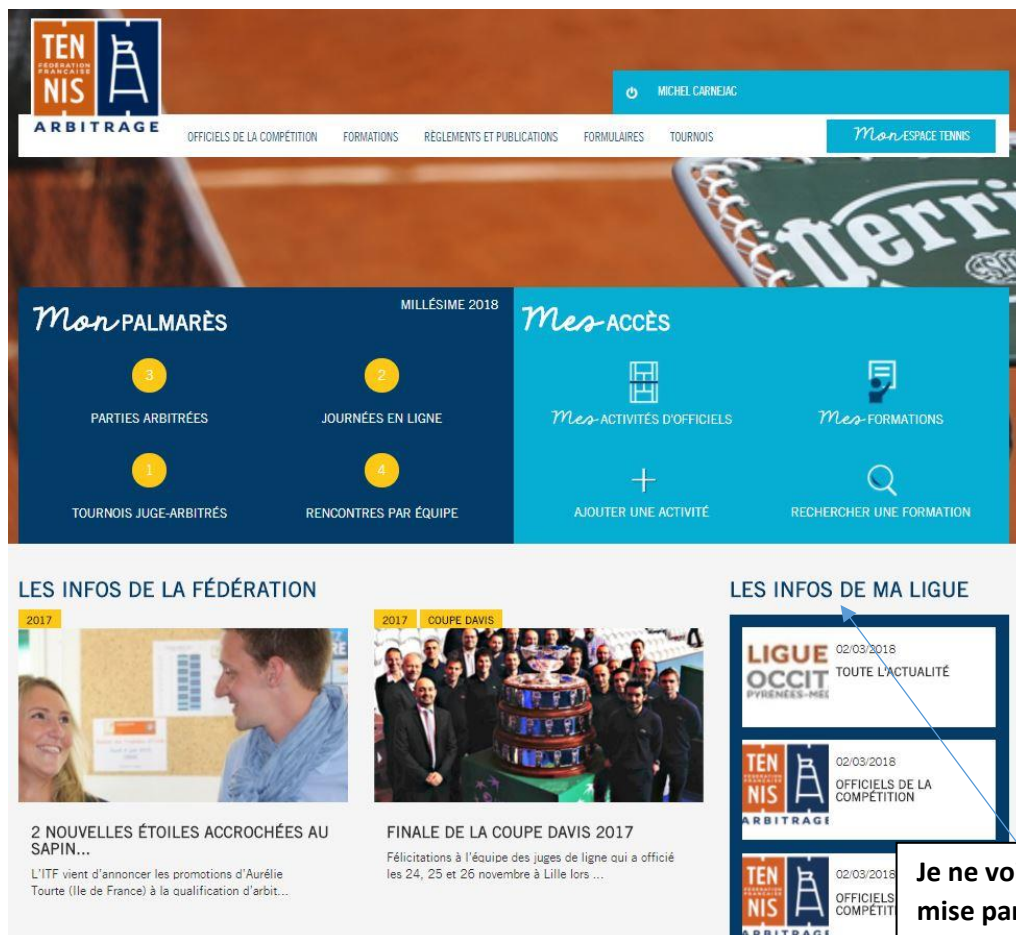 TEN
FÉDÉRATION
FRANÇAISE
NIS
ARBITRAGE
MICHEL CARNEJAC
OFFICIELS DE LA COMPÉTITION FORMATIONS RÈGLEMENTS ET PUBLICATIONS FORMULAIRES TOURNOIS Mon ESPACE TENNIS
Perri
Mon PALMARÈS
MILLÉSIME 2018
3
PARTIES ARBITRÉES
2
JOURNÉES EN LIGNE
1
TOURNOIS JUGE-ARBITRÉS
4
RENCONTRES PAR ÉQUIPE
Mes ACCÈS
Mes ACTIVITÉS D'OFFICIELS
Mes FORMATIONS
AJOUTER UNE ACTIVITÉ
RECHERCHER UNE FORMATION
LES INFOS DE LA FÉDÉRATION
2017
2 NOUVELLES ÉTOILES ACCROCHÉES AU
SAPIN...
L'ITF vient d'annoncer les promotions d'Aurélie
Tourte (Ile de France) à la qualification d'arbit...
2017 COUPE DAVIS
FINALE DE LA COUPE DAVIS 2017
Félicitations à l'équipe des juges de ligne qui a officié
les 24, 25 et 26 novembre à Lille lors ...
LES INFOS DE MA LIGUE
LIGUE
OCCIT
PYRÉNÉES-MÉD
02/03/2018
TOUTE L'ACTUALITÉ
TEN
FÉDÉRATION
FRANÇAISE
NIS
ARBITRAGE
02/03/2018
OFFICIELS DE LA
COMPÉTITION
TEN
FÉDÉRATION
FRANÇAISE
NIS
ARBITRAGE
02/03/2018
OFFICIELS
COMPÉTIT
Je ne vo
mise par